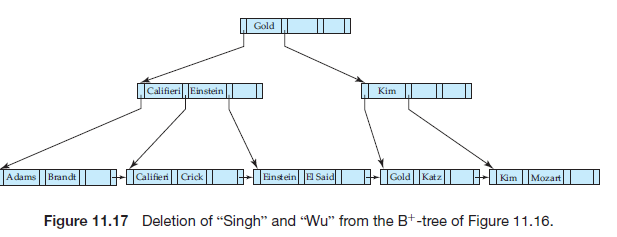 Gold
Califieri Einstein
Kim
Adams Brandt
Califieri Crick
Einstein El Said
Gold Katz
Kim Mozart
Figure 11.17 Deletion of “Singh” and “Wu” from the B+-tree of Figure 11.16.